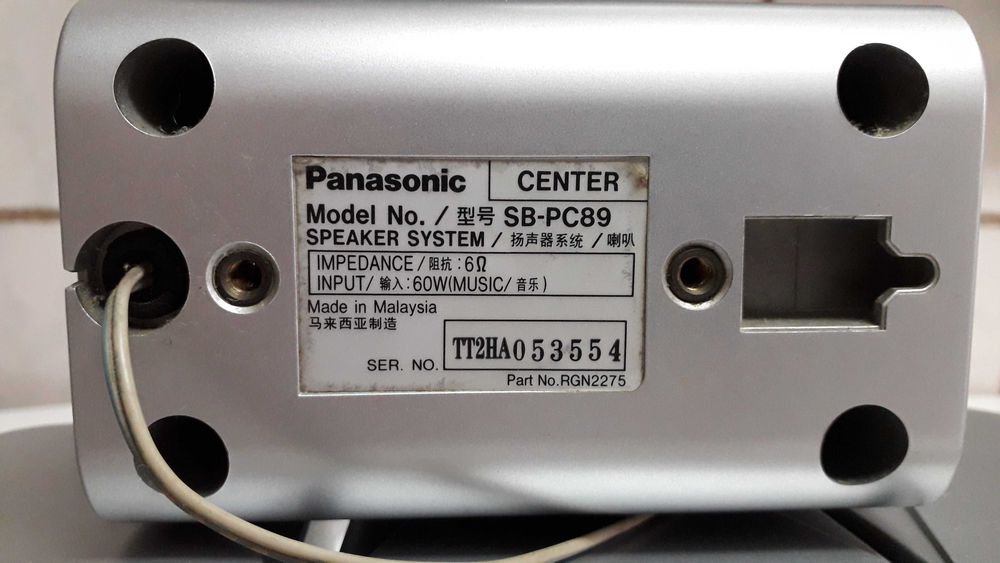 Panasonic CENTER
Model No. / 型号 SB-PC89
SPEAKER SYSTEM / 扬声器系统 / 喇叭
IMPEDANCE / 阻抗 : 6Ω
INPUT / 输入 : 60W(MUSIC / 音乐)
Made in Malaysia
马来西亚制造
SER. NO. TT2HA053554
Part No.RGN2275